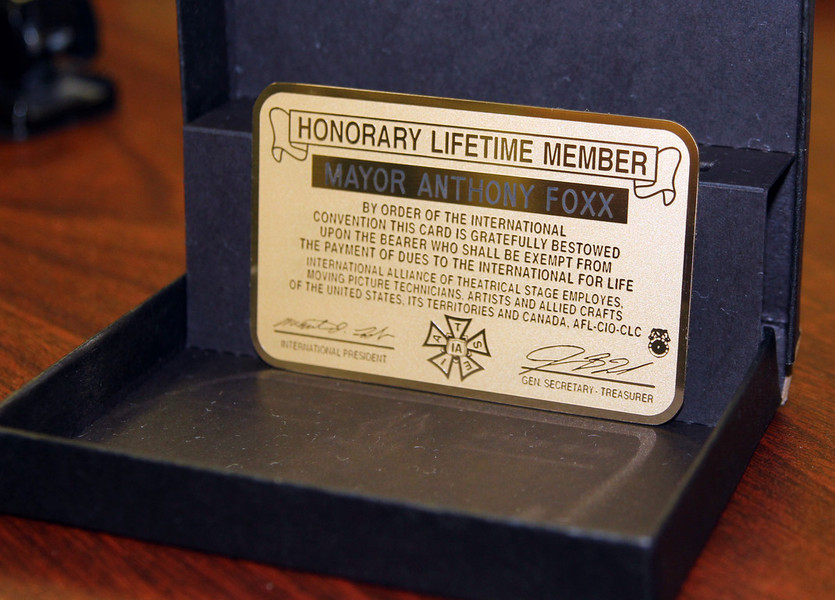 HONORARY LIFETIME MEMBER
MAYOR ANTHONY FOXX
BY ORDER OF THE INTERNATIONAL
CONVENTION THIS CARD IS GRATEFULLY BESTOWED
UPON THE BEARER WHO SHALL BE EXEMPT FROM
THE PAYMENT OF DUES TO THE INTERNATIONAL FOR LIFE
INTERNATIONAL ALLIANCE OF THEATRICAL STAGE EMPLOYES,
MOVING PICTURE TECHNICIANS, ARTISTS AND ALLIED CRAFTS
OF THE UNITED STATES, ITS TERRITORIES AND CANADA, AFL-CIO-CLC
IATSE
IA
INTERNATIONAL PRESIDENT
GEN. SECRETARY - TREASURER